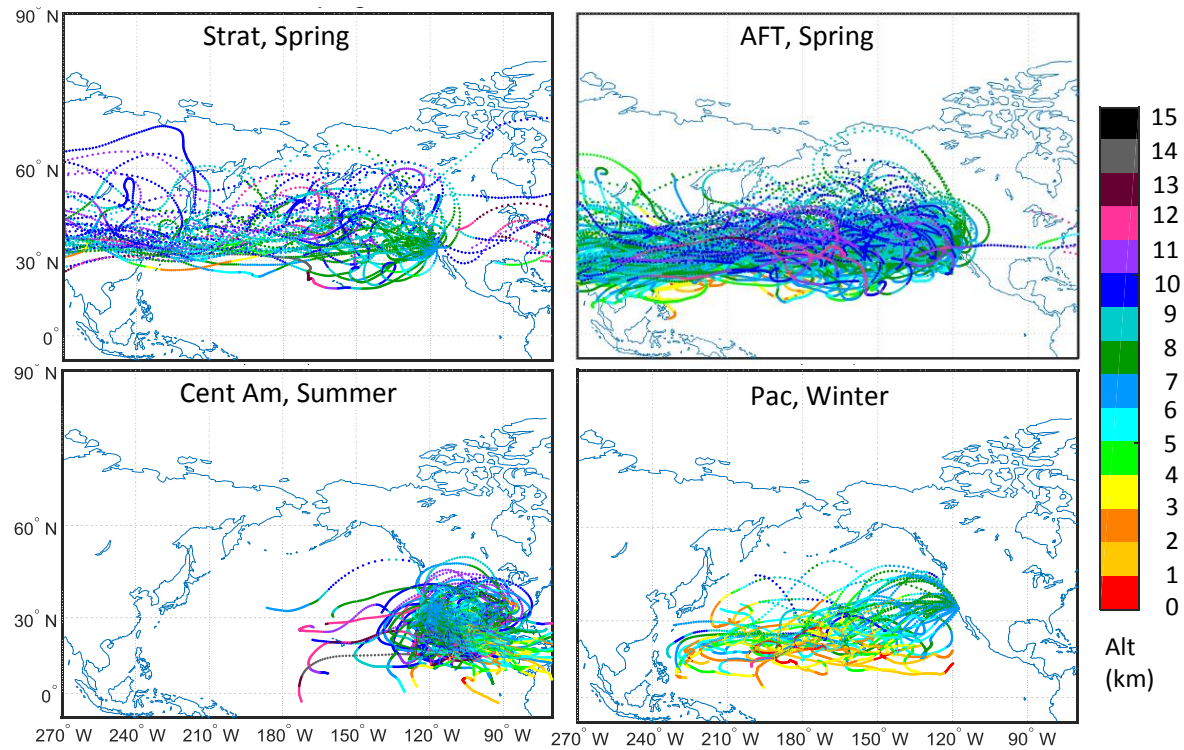 90° N
Strat, Spring
AFT, Spring
60° N
30° N
0°
90° N
Cent Am, Summer
Pac, Winter
60° N
30° N
0°
270° W 240° W 210° W 180° W 150° W 120° W 90° W
270° W 240° W 210° W 180° W 150° W 120° W 90° W
15
14
13
12
11
10
9
8
7
6
5
4
3
2
1
0
Alt
(km)